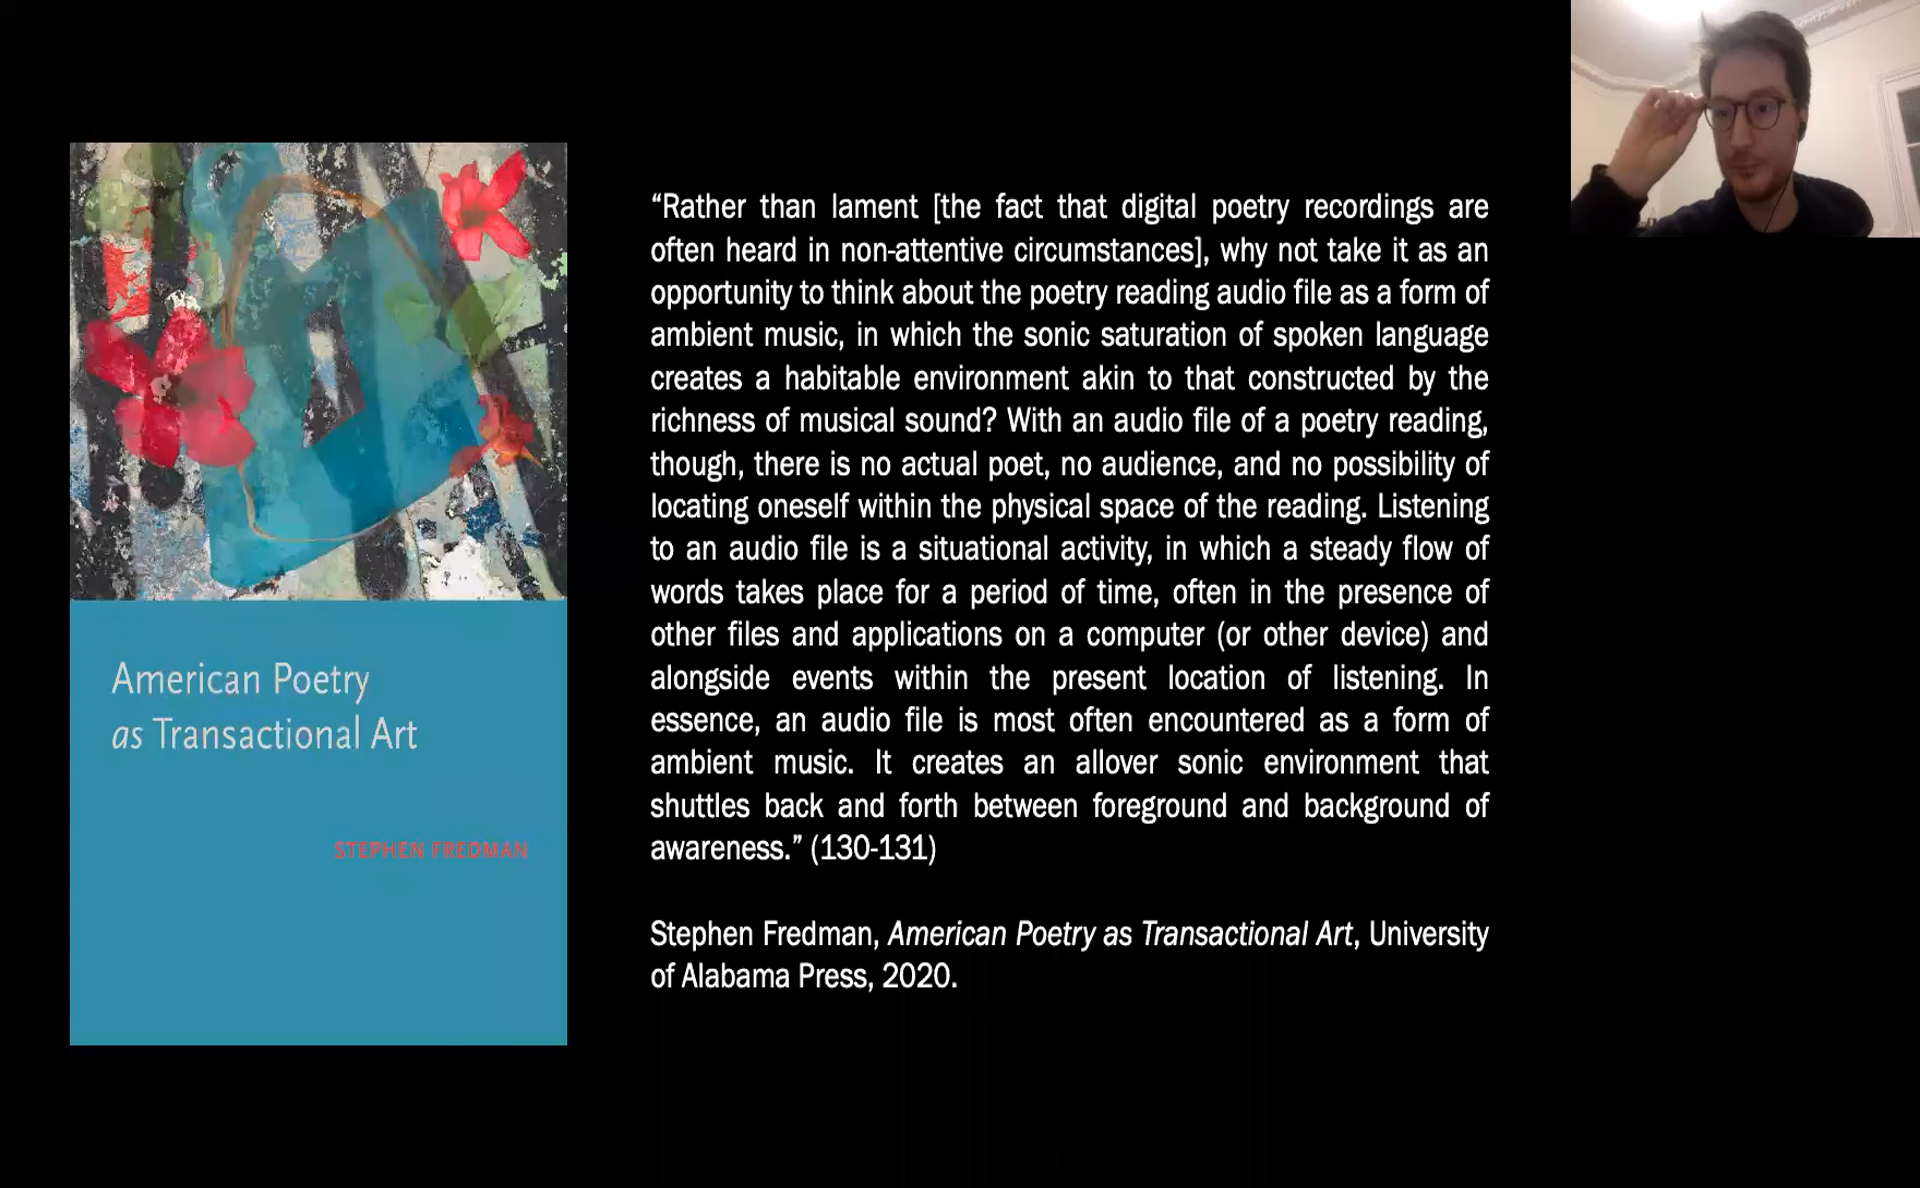 American Poetry
as Transactional Art
STEPHEN FREDMAN
“Rather than lament [the fact that digital poetry recordings are
often heard in non-attentive circumstances], why not take it as an
opportunity to think about the poetry reading audio file as a form of
ambient music, in which the sonic saturation of spoken language
creates a habitable environment akin to that constructed by the
richness of musical sound? With an audio file of a poetry reading,
though, there is no actual poet, no audience, and no possibility of
locating oneself within the physical space of the reading. Listening
to an audio file is a situational activity, in which a steady flow of
words takes place for a period of time, often in the presence of
other files and applications on a computer (or other device) and
alongside events within the present location of listening. In
essence, an audio file is most often encountered as a form of
ambient music. It creates an allover sonic environment that
shuttles back and forth between foreground and background of
awareness.” (130-131)
Stephen Fredman, American Poetry as Transactional Art, University
of Alabama Press, 2020.